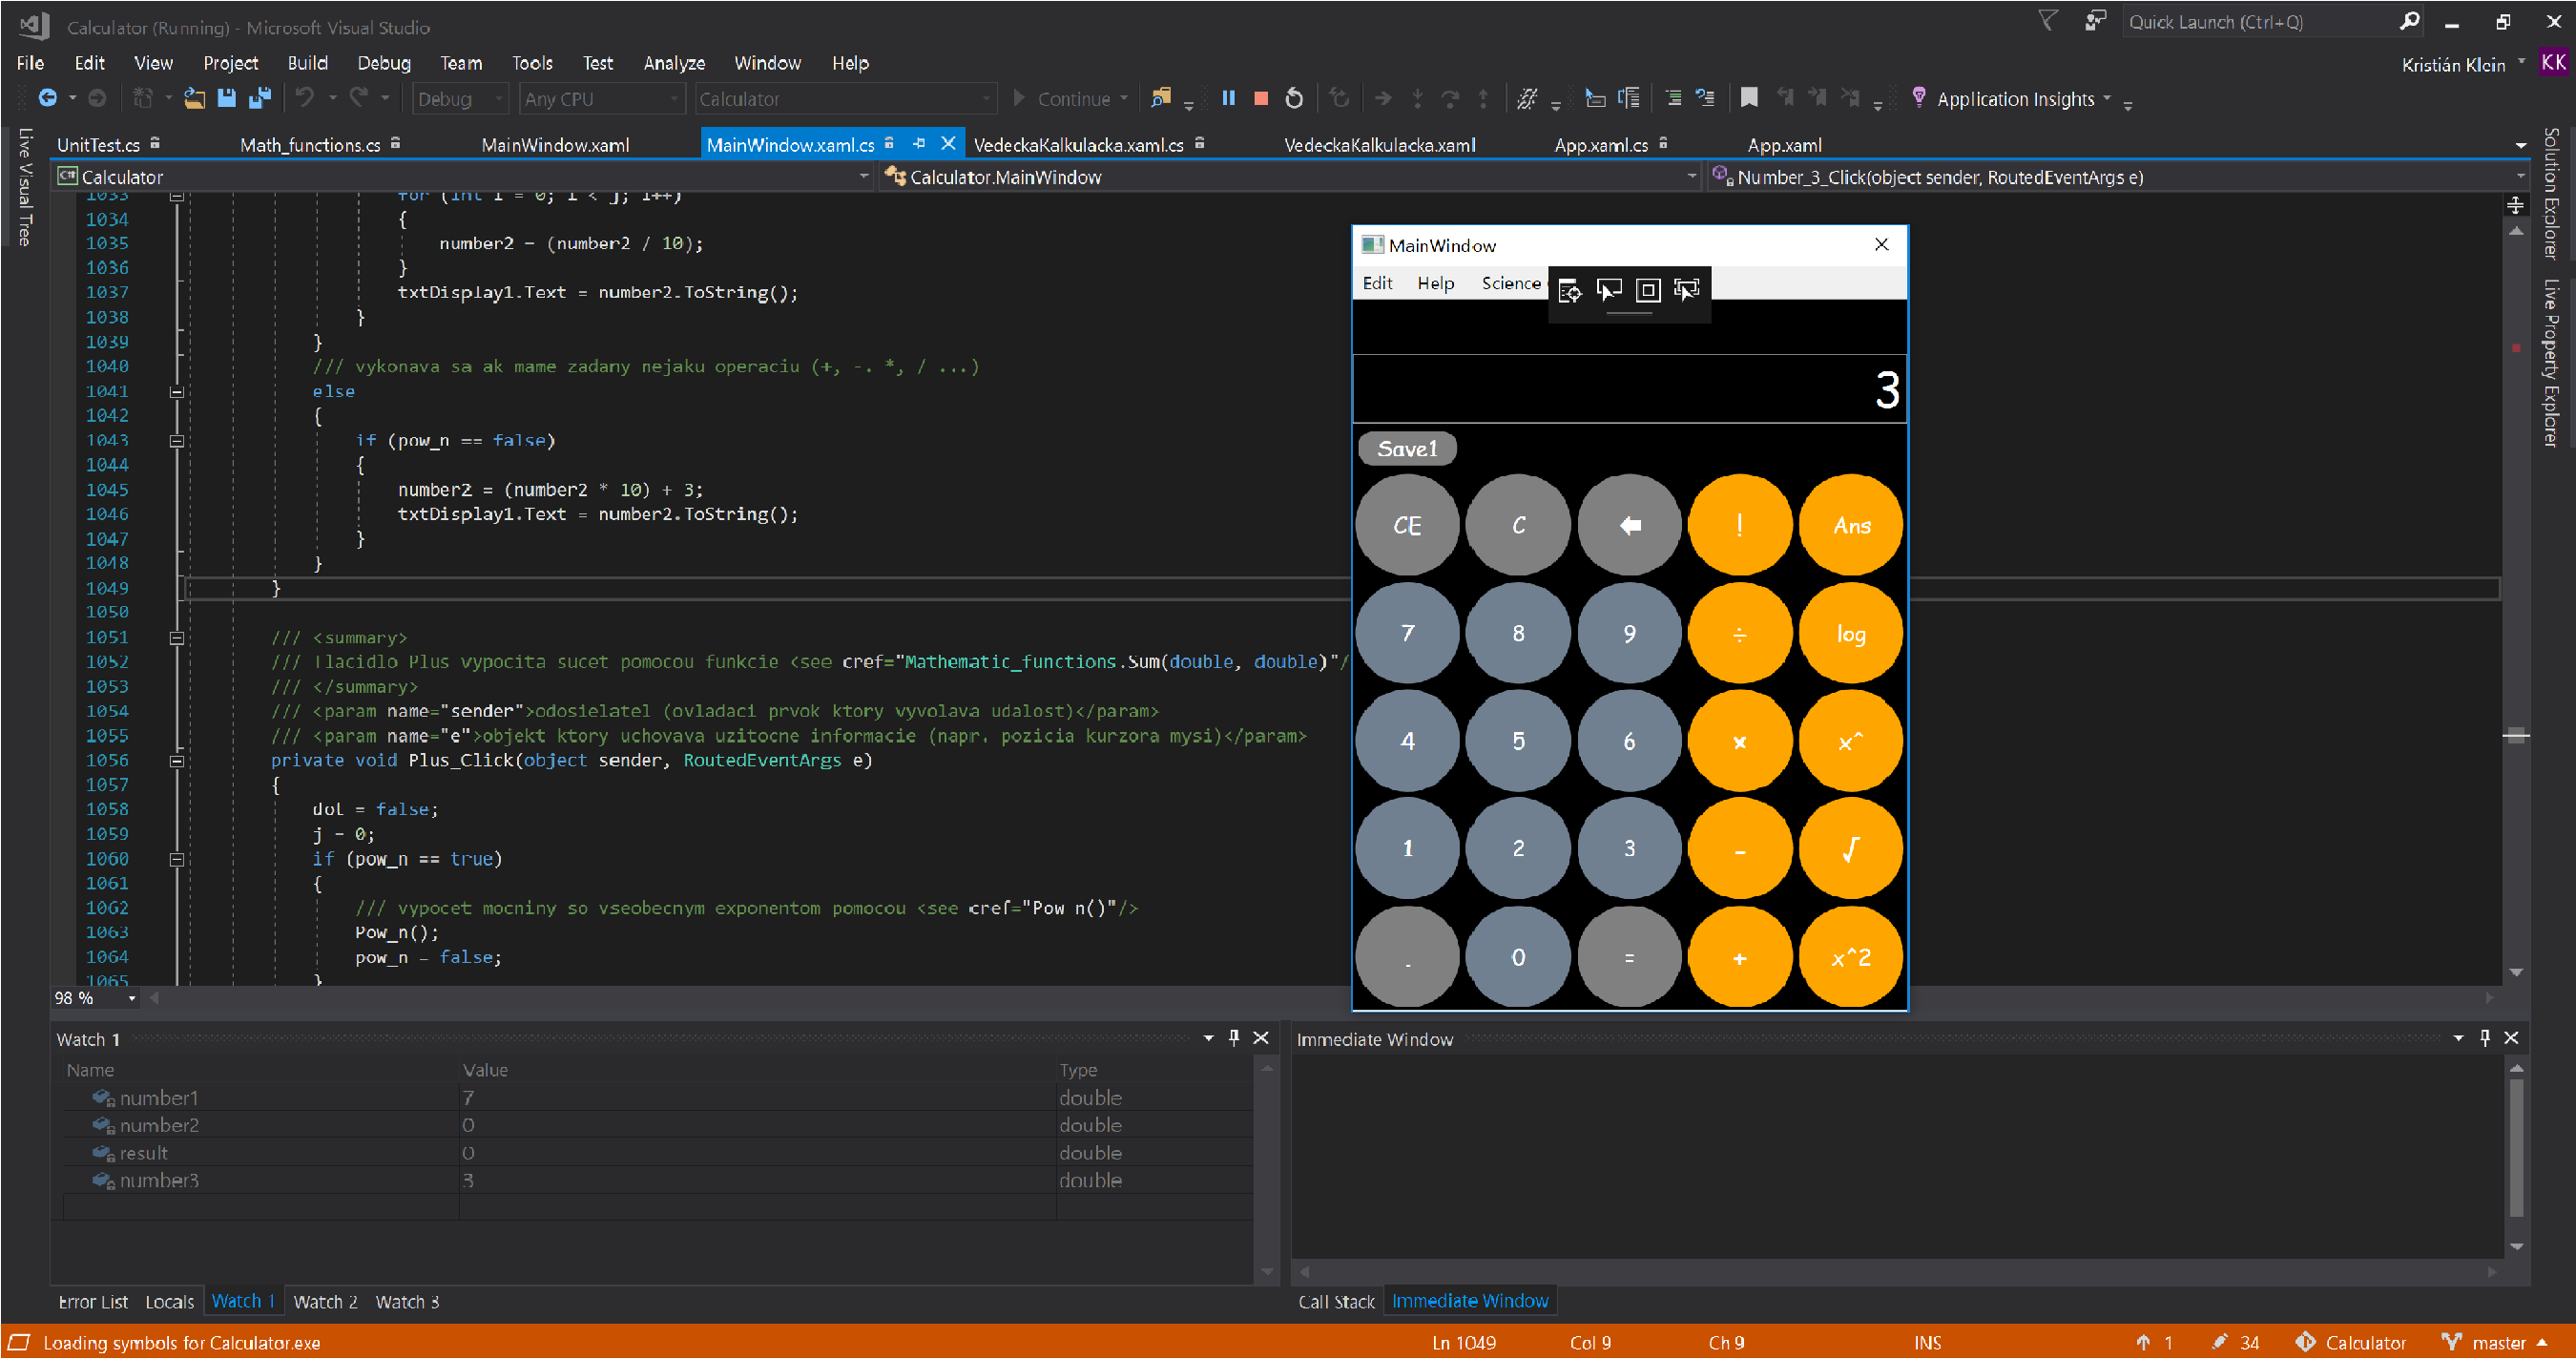 Calculator (Running) - Microsoft Visual Studio
Quick Launch (Ctrl+Q)
File Edit View Project Build Debug Team Tools Test Analyze Window Help
Kristián Klein KK
Debug Any CPU Calculator Continue Application Insights
UnitTest.cs Math_functions.cs MainWindow.xaml MainWindow.xaml.cs VedeckaKalkulacka.xaml.cs VedeckaKalkulacka.xaml App.xaml.cs App.xaml
Calculator Calculator.MainWindow Number_3_Click(object sender, RoutedEventArgs e)
Live Visual Tree
Solution Explorer
Live Property Explorer
1033 for (int i = 0; i < j; i++)
1034 {
1035 number2 = (number2 / 10);
1036 }
1037 txtDisplay1.Text = number2.ToString();
1038 }
1039 }
1040 /// vykonava sa ak mame zadany nejaku operaciu (+, -. *, / ...)
1041 else
1042 {
1043 if (pow_n == false)
1044 {
1045 number2 = (number2 * 10) + 3;
1046 txtDisplay1.Text = number2.ToString();
1047 }
1048 }
1049 }
1050
1051 /// <summary>
1052 /// Tlacidlo Plus vypocita sucet pomocou funkcie <see cref="Mathematic_functions.Sum(double, double)"/
1053 /// </summary>
1054 /// <param name="sender">odosielatel (ovladaci prvok ktory vyvolava udalost)</param>
1055 /// <param name="e">objekt ktory uchovava uzitocne informacie (napr. pozicia kurzora mysi)</param>
1056 private void Plus_Click(object sender, RoutedEventArgs e)
1057 {
1058 dot = false;
1059 j = 0;
1060 if (pow_n == true)
1061 {
1062 /// vypocet mocniny so vseobecnym exponentom pomocou <see cref="Pow_n()"/>
1063 Pow_n();
1064 pow_n = false;
1065 }
98 %
MainWindow
Edit Help Science
3
Save1
CE C ! Ans
7 8 9 ÷ log
4 5 6 × x^
1 2 3 - √
. 0 = + x^2
Watch 1
Name Value Type
number1 7 double
number2 0 double
result 0 double
number3 3 double
Error List Locals Watch 1 Watch 2 Watch 3
Immediate Window
Call Stack Immediate Window
Loading symbols for Calculator.exe Ln 1049 Col 9 Ch 9 INS 1 34 Calculator master